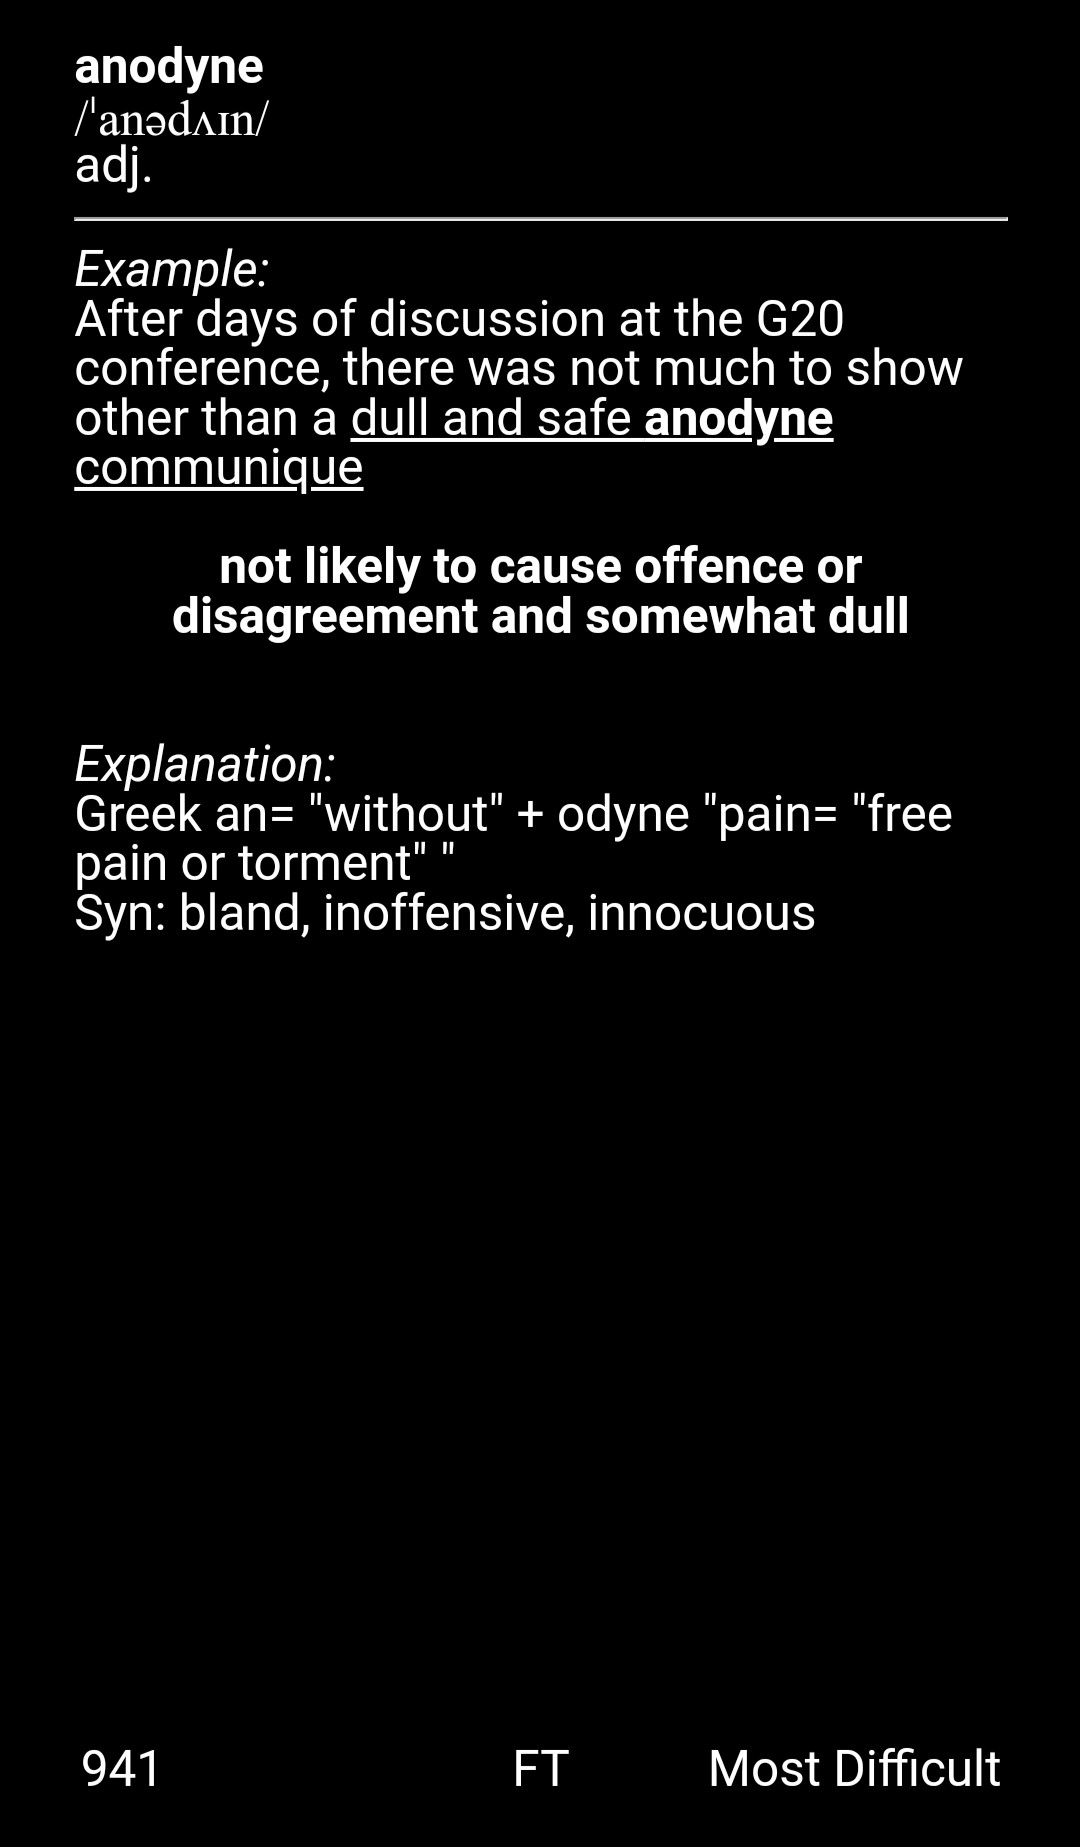 anodyne
/ˈanədʌɪn/
adj.
Example:
After days of discussion at the G20
conference, there was not much to show
other than a dull and safe anodyne
communique
not likely to cause offence or
disagreement and somewhat dull
Explanation:
Greek an= "without" + odyne "pain= "free
pain or torment" "
Syn: bland, inoffensive, innocuous
941 FT Most Difficult